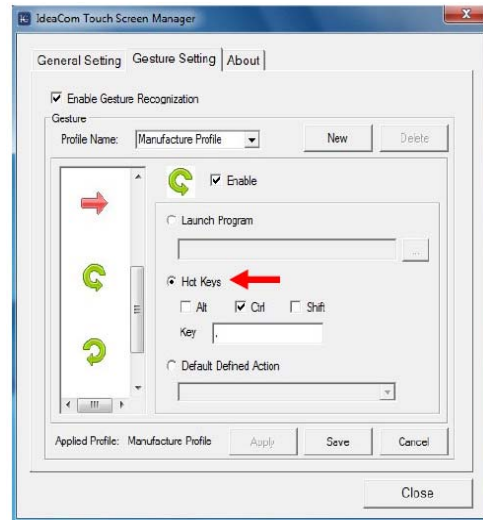 IdeaCom Touch Screen Manager
General Setting Gesture Setting About
Enable Gesture Recognization
Gesture
Profile Name: Manufacture Profile New Delete
Enable
Launch Program
...
Hot Keys
Alt Ctrl Shift
Key ,
Default Defined Action
Applied Profile: Manufacture Profile Apply Save Cancel
Close